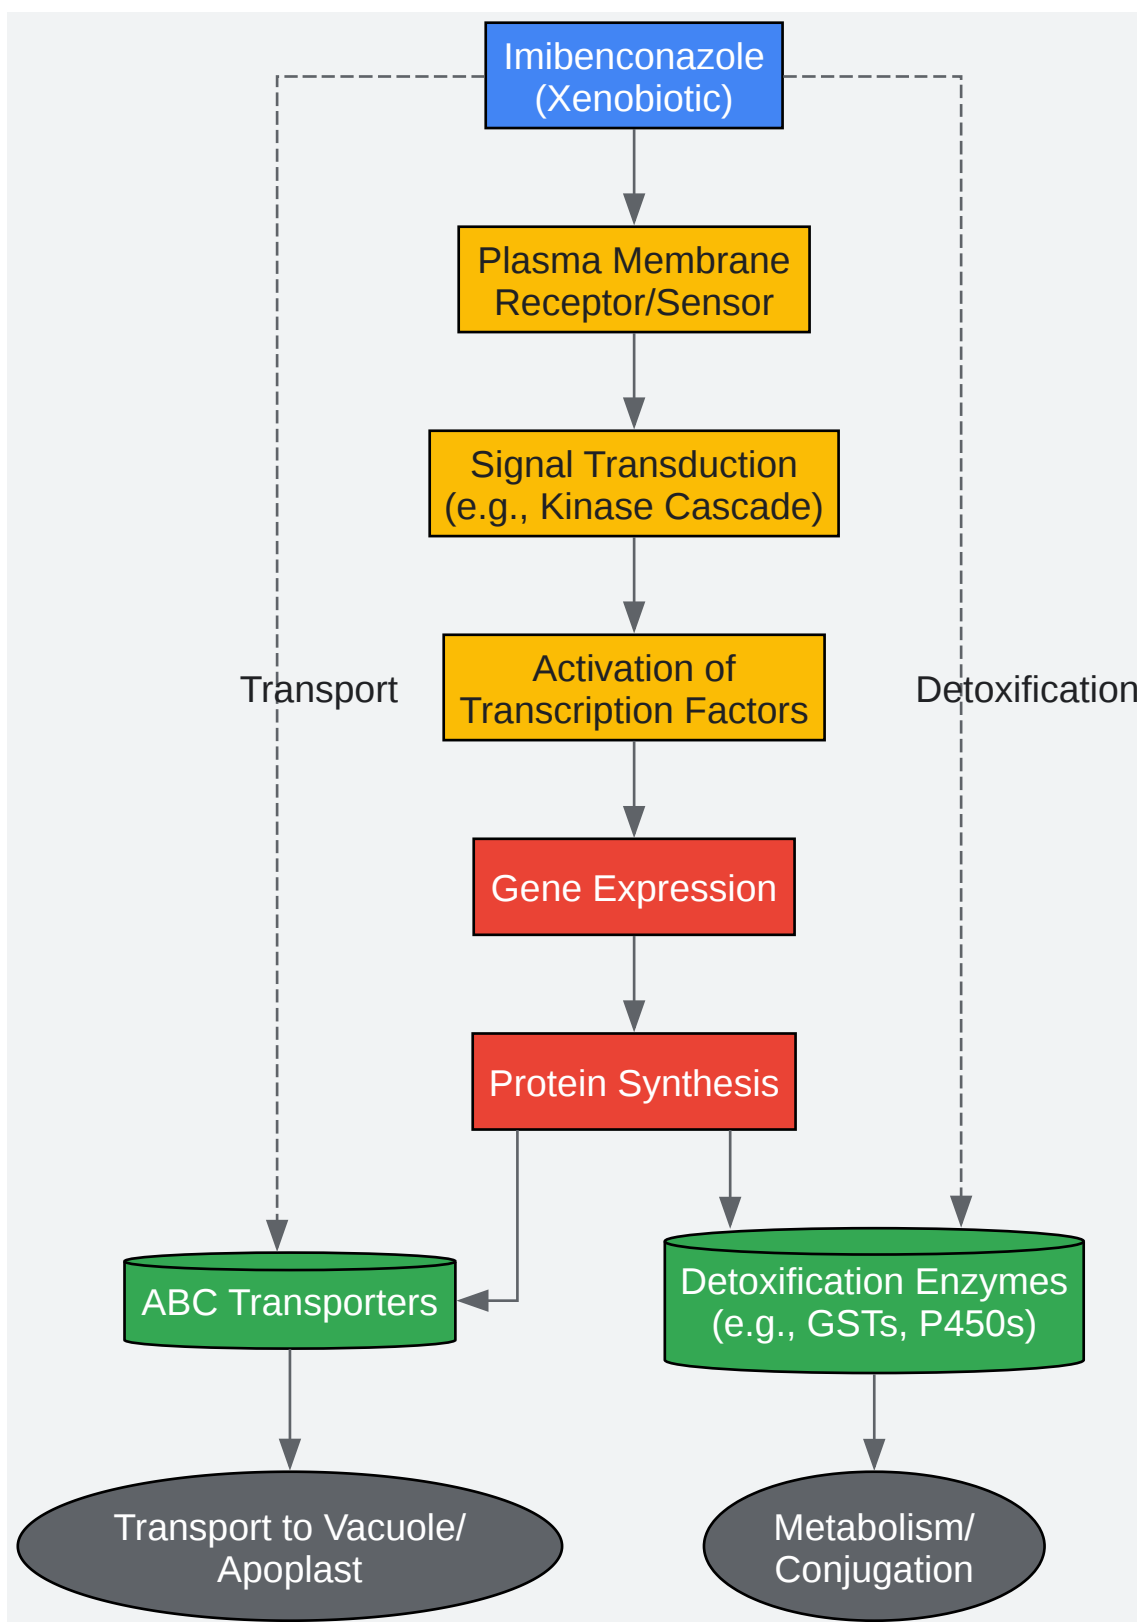 Imibenconazole
(Xenobiotic)
Plasma Membrane
Receptor/Sensor
Signal Transduction
(e.g., Kinase Cascade)
Activation of
Transcription Factors
Transport
Detoxification
Gene Expression
Protein Synthesis
ABC Transporters
Detoxification Enzymes
(e.g., GSTs, P450s)
Transport to Vacuole/
Apoplast
Metabolism/
Conjugation